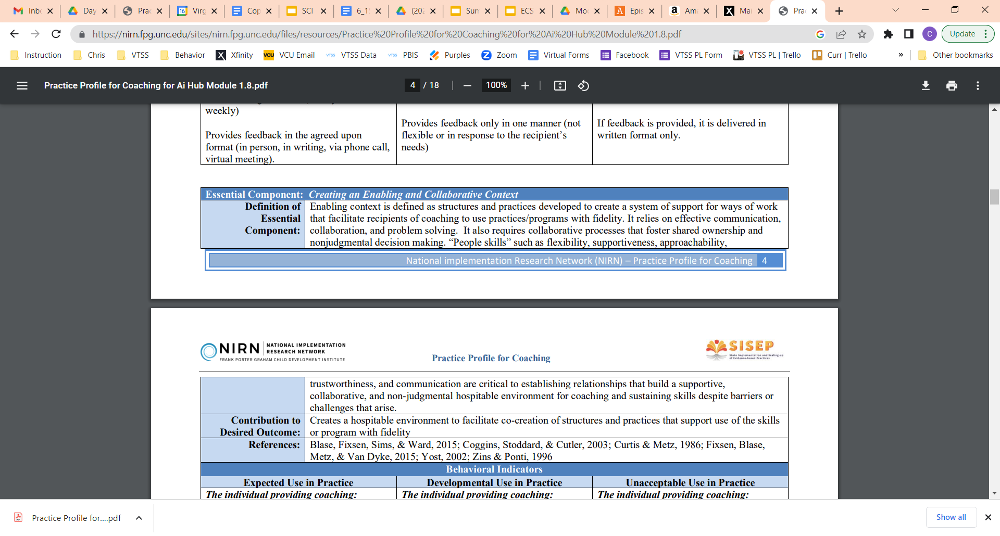 Inbo
Day
Prac
16
Virg
Cop
SCI
6_1
(202
Sum
ECS
Mod
Epis
Am
Mai
Prac
https://nirn.fpg.unc.edu/sites/nirn.fpg.unc.edu/files/resources/Practice%20Profile%20for%20Coaching%20for%20Ai%20Hub%20Module%201.8.pdf
C
Update
Instruction
Chris
VTSS
Behavior
Xfinity
VCU
VCU Email
VTSS
VTSS Data
VTSS
PBIS
Purples
Zoom
Virtual Forms
Facebook
VTSS PL Form
VTSS PL | Trello
Curr | Trello
»
Other bookmarks
Practice Profile for Coaching for Ai Hub Module 1.8.pdf
4 / 18
100%
weekly)
Provides feedback in the agreed upon
format (in person, in writing, via phone call,
virtual meeting).
Provides feedback only in one manner (not
flexible or in response to the recipient’s
needs)
If feedback is provided, it is delivered in
written format only.
Essential Component: Creating an Enabling and Collaborative Context
Definition of
Essential
Component:
Enabling context is defined as structures and practices developed to create a system of support for ways of work
that facilitate recipients of coaching to use practices/programs with fidelity. It relies on effective communication,
collaboration, and problem solving. It also requires collaborative processes that foster shared ownership and
nonjudgmental decision making. “People skills” such as flexibility, supportiveness, approachability,
National implementation Research Network (NIRN) – Practice Profile for Coaching 4
NIRN
NATIONAL IMPLEMENTATION
RESEARCH NETWORK
FRANK PORTER GRAHAM CHILD DEVELOPMENT INSTITUTE
Practice Profile for Coaching
SISEP
State Implementation and Scaling-up
of Evidence-based Practices
trustworthiness, and communication are critical to establishing relationships that build a supportive,
collaborative, and non-judgmental hospitable environment for coaching and sustaining skills despite barriers or
challenges that arise.
Contribution to
Desired Outcome:
Creates a hospitable environment to facilitate co-creation of structures and practices that support use of the skills
or program with fidelity
References:
Blase, Fixsen, Sims, & Ward, 2015; Coggins, Stoddard, & Cutler, 2003; Curtis & Metz, 1986; Fixsen, Blase,
Metz, & Van Dyke, 2015; Yost, 2002; Zins & Ponti, 1996
Behavioral Indicators
Expected Use in Practice
Developmental Use in Practice
Unacceptable Use in Practice
The individual providing coaching:
The individual providing coaching:
The individual providing coaching:
Practice Profile for....pdf
Show all